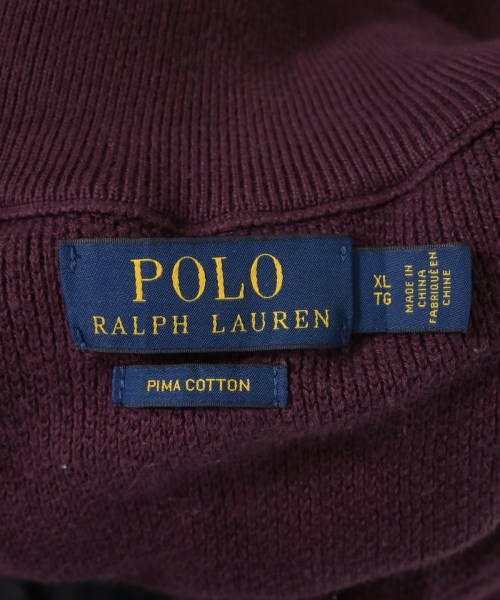 POLO
RALPH LAUREN
XL
TG
MADE IN
CHINA
FABRIQUÉ EN
CHINE
PIMA COTTON